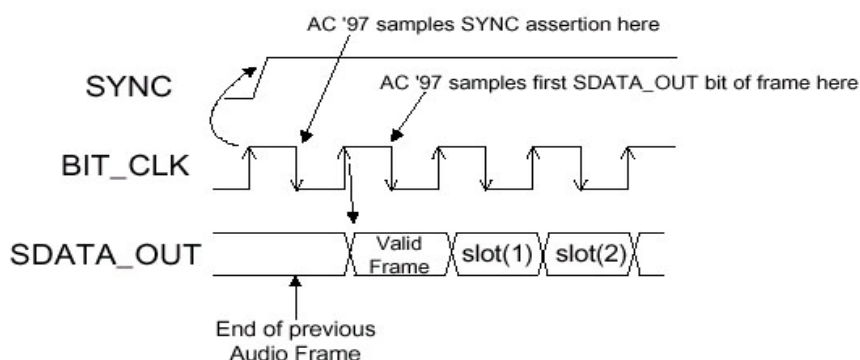 AC '97 samples SYNC assertion here
SYNC
AC '97 samples first SDATA_OUT bit of frame here
BIT_CLK
SDATA_OUT
Valid
Frame
slot(1)
slot(2)
End of previous
Audio Frame